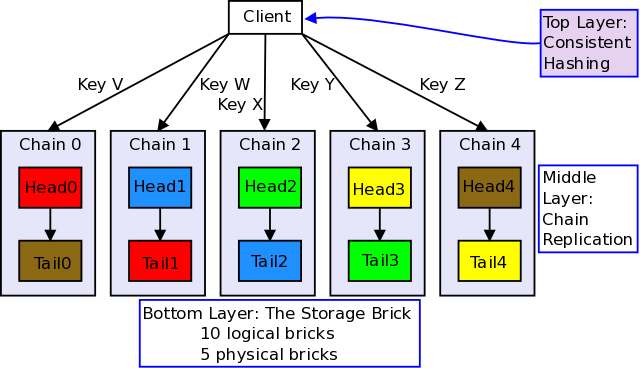 Client
Top Layer:
Consistent
Hashing
Key V
Key W
Key X
Key Y
Key Z
Chain 0
Chain 1
Chain 2
Chain 3
Chain 4
Head0
Head1
Head2
Head3
Head4
Middle
Layer:
Chain
Replication
Tail0
Tail1
Tail2
Tail3
Tail4
Bottom Layer: The Storage Brick
10 logical bricks
5 physical bricks